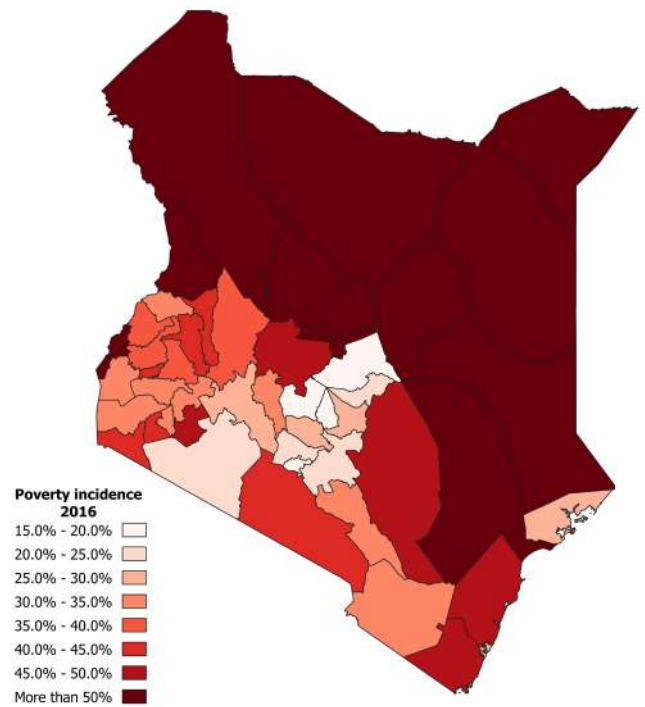 Poverty incidence
2016
15.0% - 20.0%
20.0% - 25.0%
25.0% - 30.0%
30.0% - 35.0%
35.0% - 40.0%
40.0% - 45.0%
45.0% - 50.0%
More than 50%